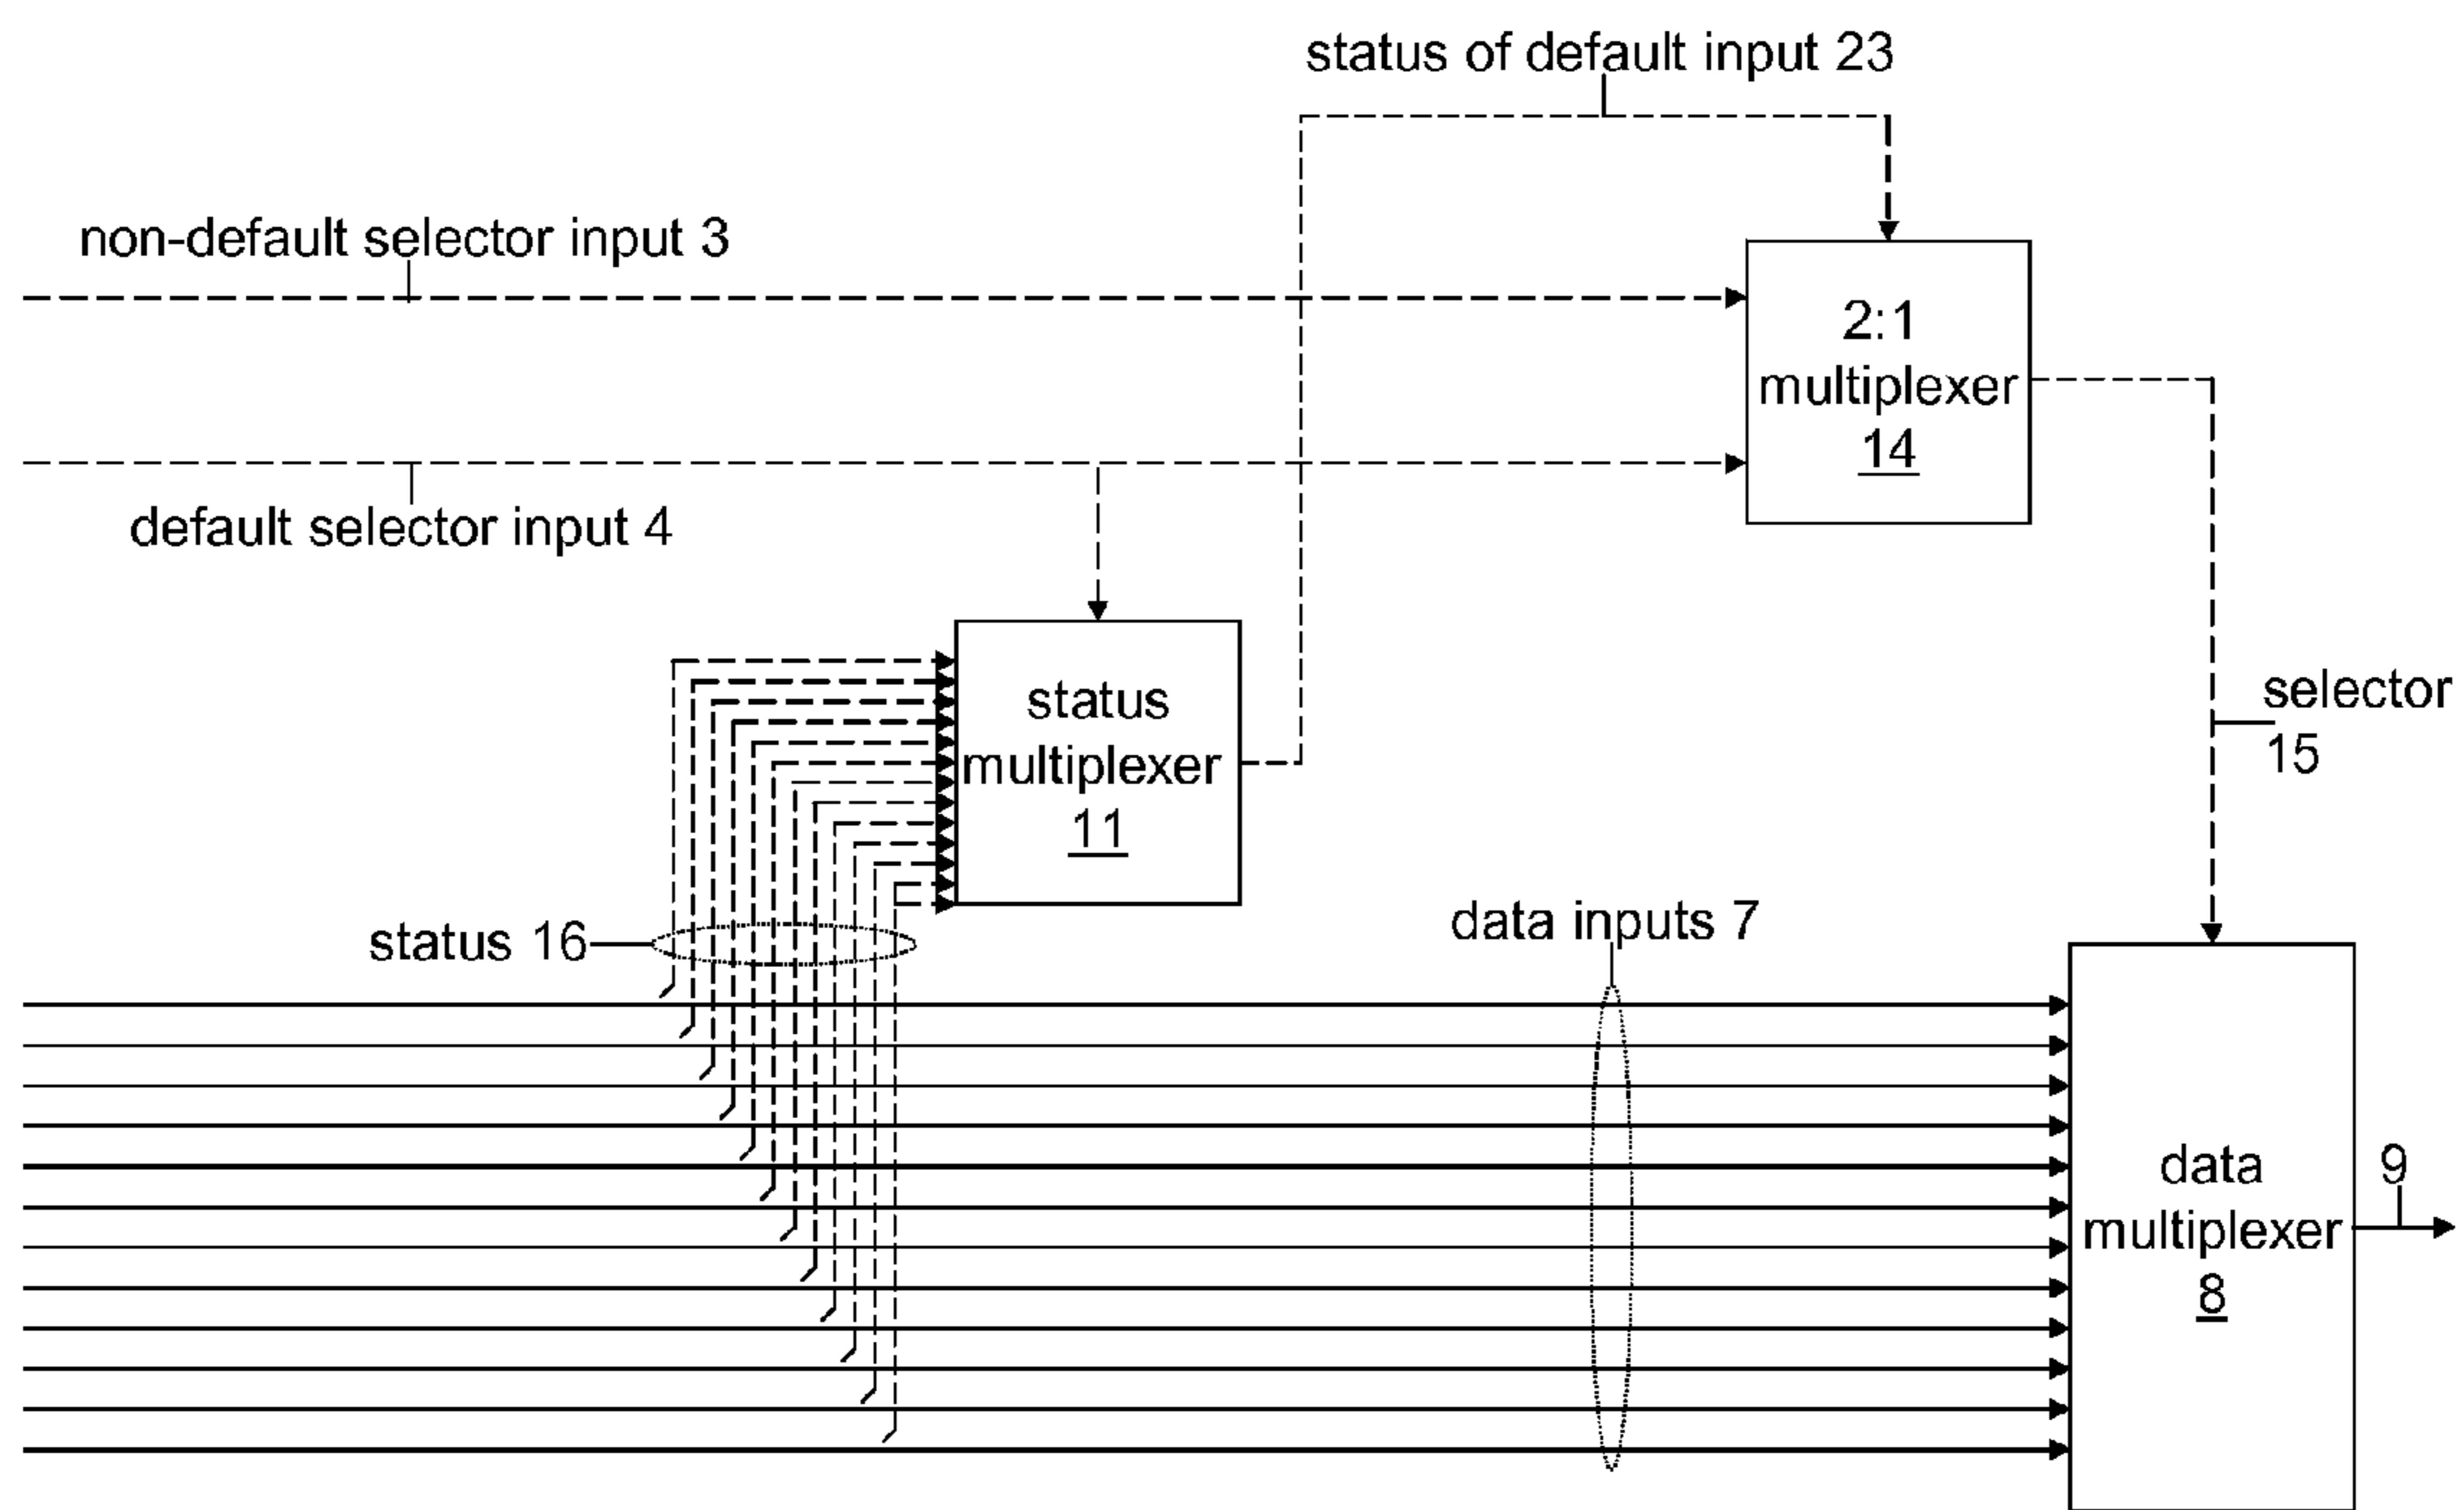 status of default input 23
non-default selector input 3
2:1
multiplexer
14
default selector input 4
selector
15
status
multiplexer
11
status 16
data inputs 7
data
multiplexer
8
9